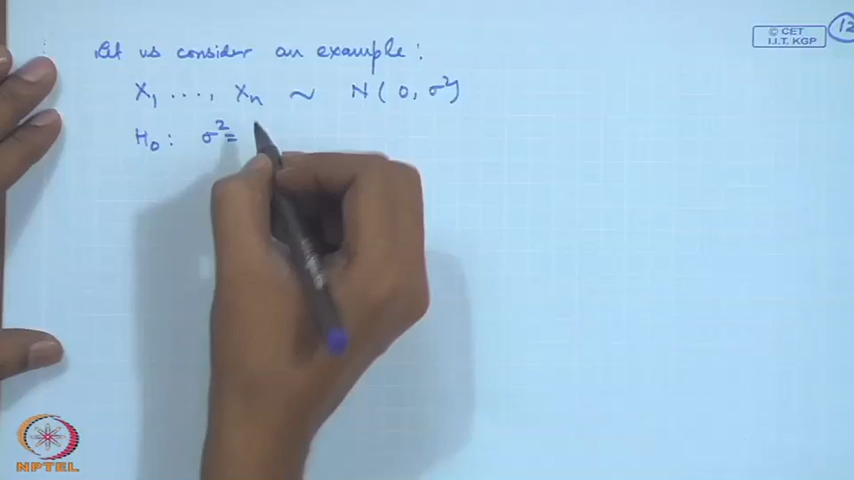 Let us consider an example:
X₁ ..., Xₙ ~ N(0, σ²)
H₀: σ² =
© CET
I.I.T. KGP
12
NPTEL